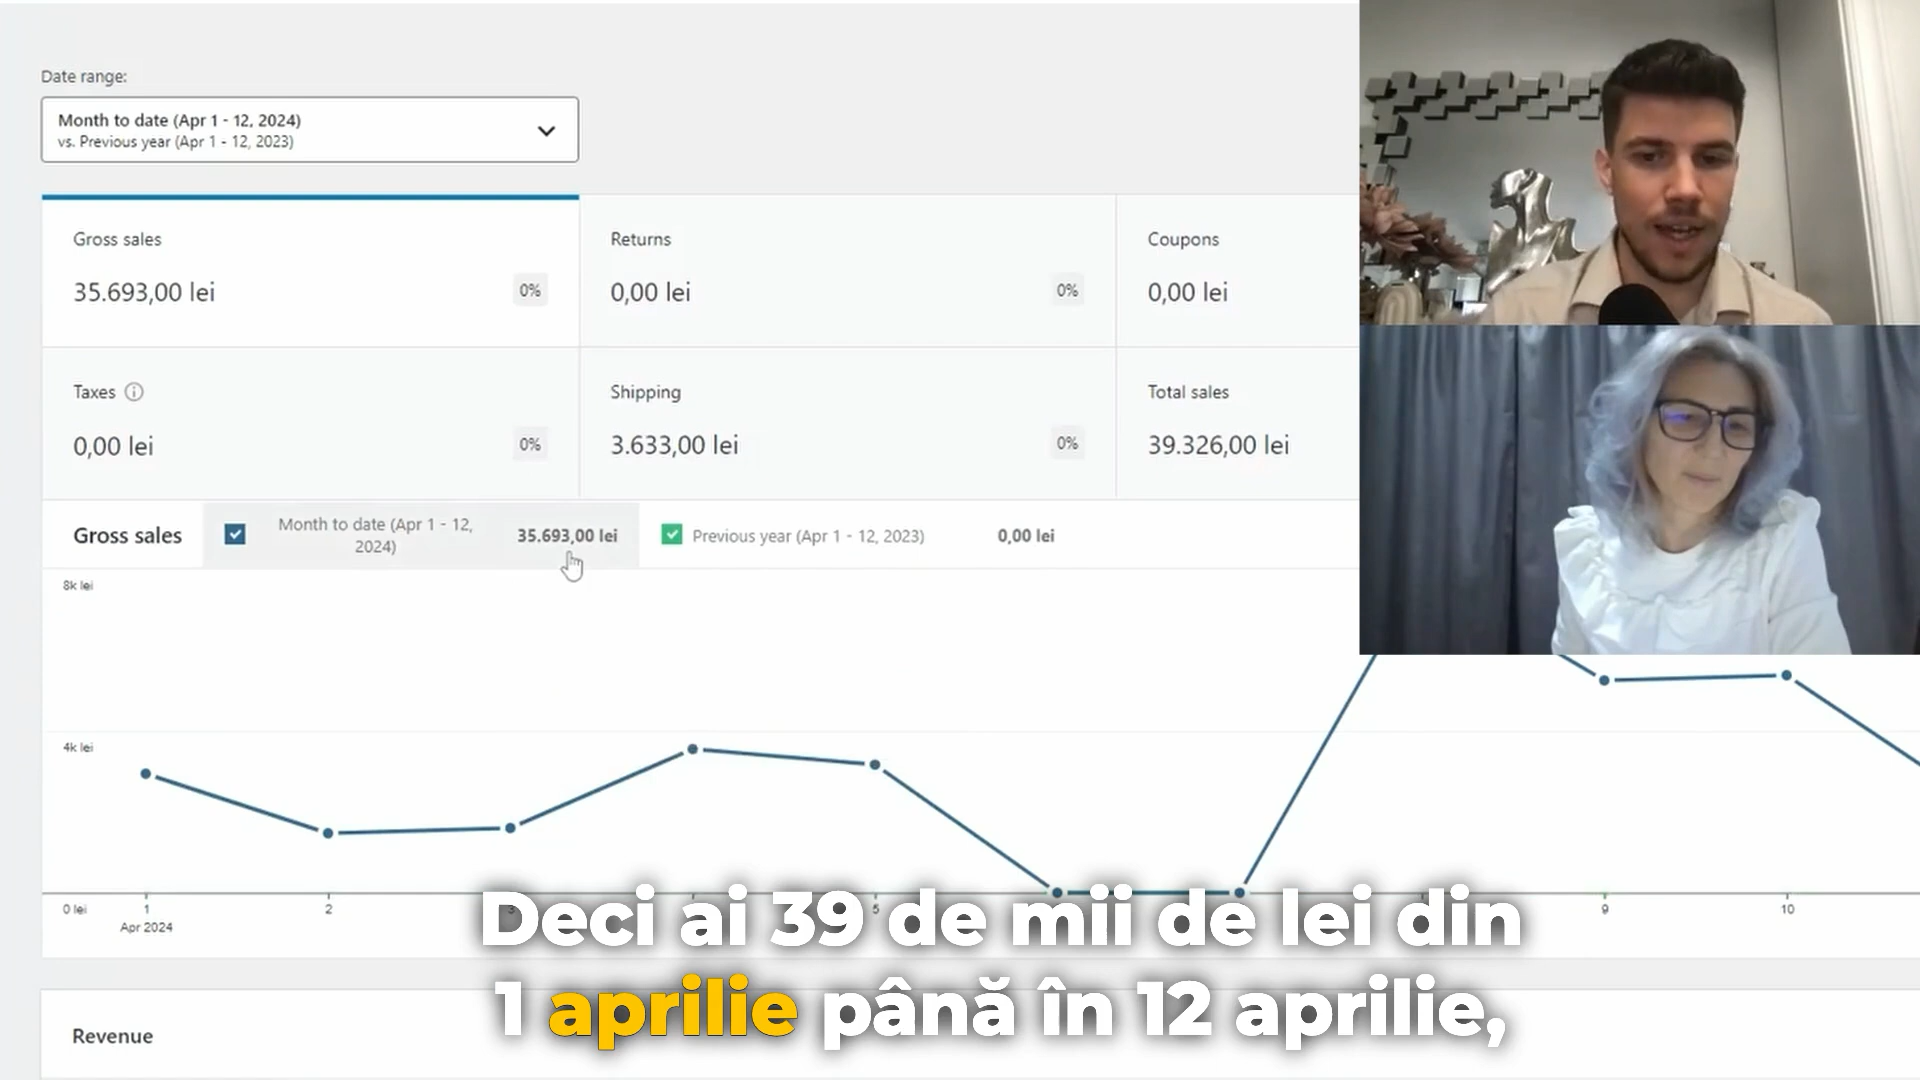 Date range:
Month to date (Apr 1 - 12, 2024)
vs. Previous year (Apr 1 - 12, 2023)
Gross sales
35.693,00 lei
0%
Returns
0,00 lei
0%
Coupons
0,00 lei
Taxes
0,00 lei
0%
Shipping
3.633,00 lei
0%
Total sales
39.326,00 lei
Gross sales
Month to date (Apr 1 - 12,
2024)
35.693,00 lei
Previous year (Apr 1 - 12, 2023)
0,00 lei
8k lei
4k lei
0 lei
1
2
3
5
9
10
Apr 2024
Deci ai 39 de mii de lei din
1 aprilie până în 12 aprilie,
Revenue